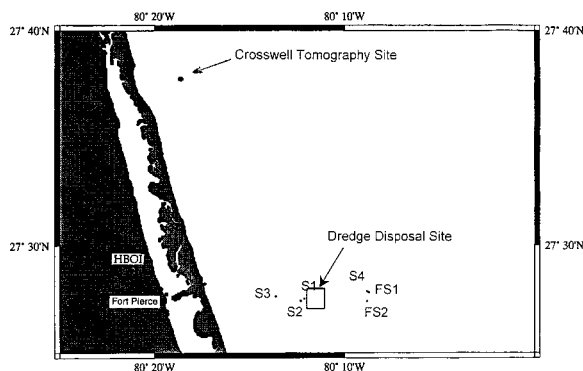 80° 20'W 80° 10'W
27° 40'N 27° 40'N
Crosswell Tomography Site
27° 30'N 27° 30'N
Dredge Disposal Site
HBOI
S4
S1
S3 FS1
Fort Pierce
S2 FS2
80° 20'W 80° 10'W